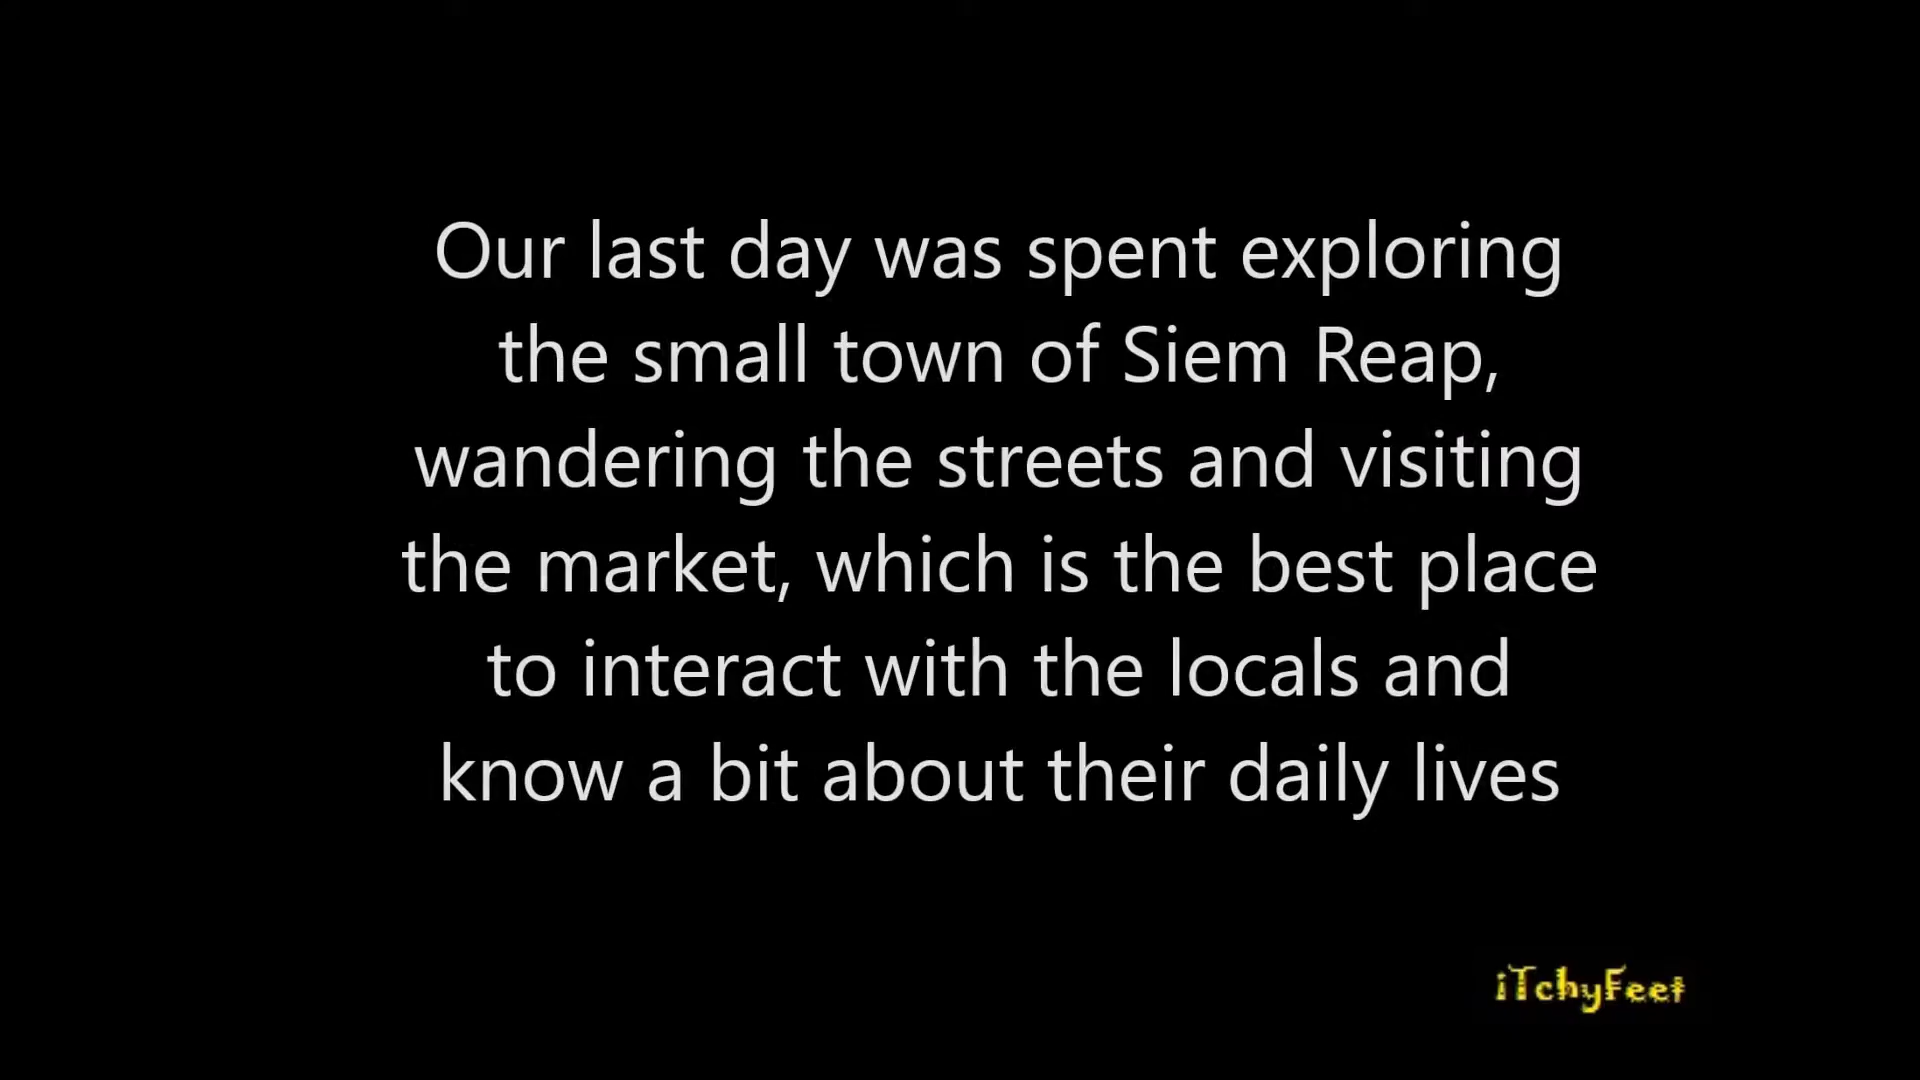 Our last day was spent exploring
the small town of Siem Reap,
wandering the streets and visiting
the market, which is the best place
to interact with the locals and
know a bit about their daily lives
iTchyFeet